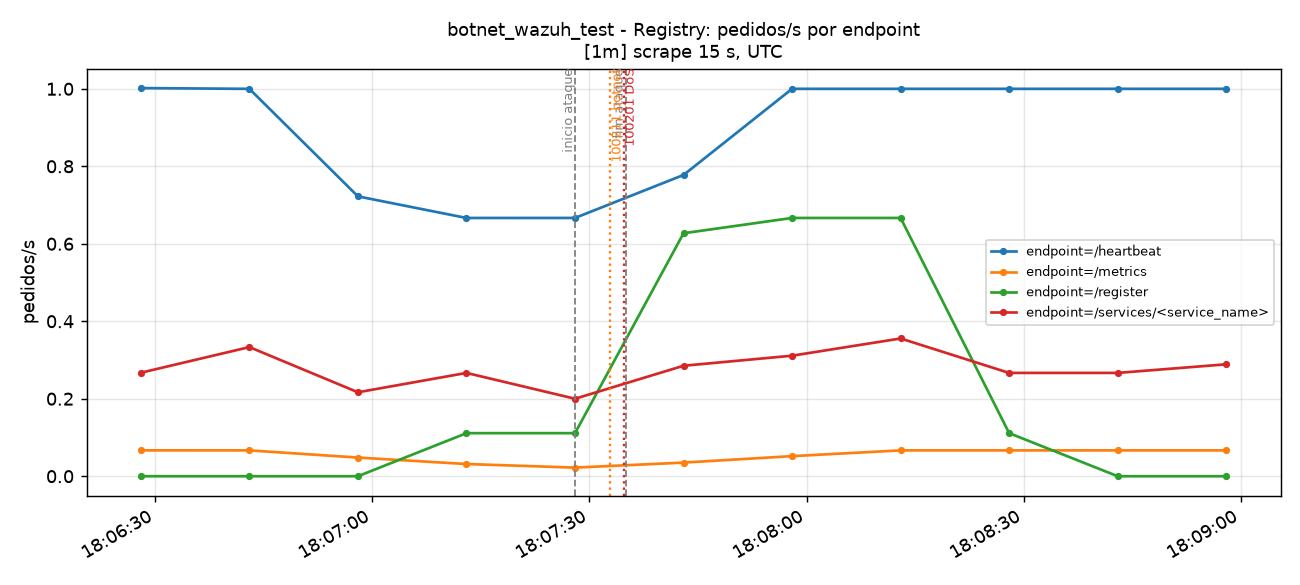 botnet_wazuh_test - Registry: pedidos/s por endpoint
[1m] scrape 15 s, UTC
pedidos/s
1.0
0.8
0.6
0.4
0.2
0.0
inicio ataque
100201 DoS
endpoint=/heartbeat
endpoint=/metrics
endpoint=/register
endpoint=/services/<service_name>
18:06:30
18:07:00
18:07:30
18:08:00
18:08:30
18:09:00